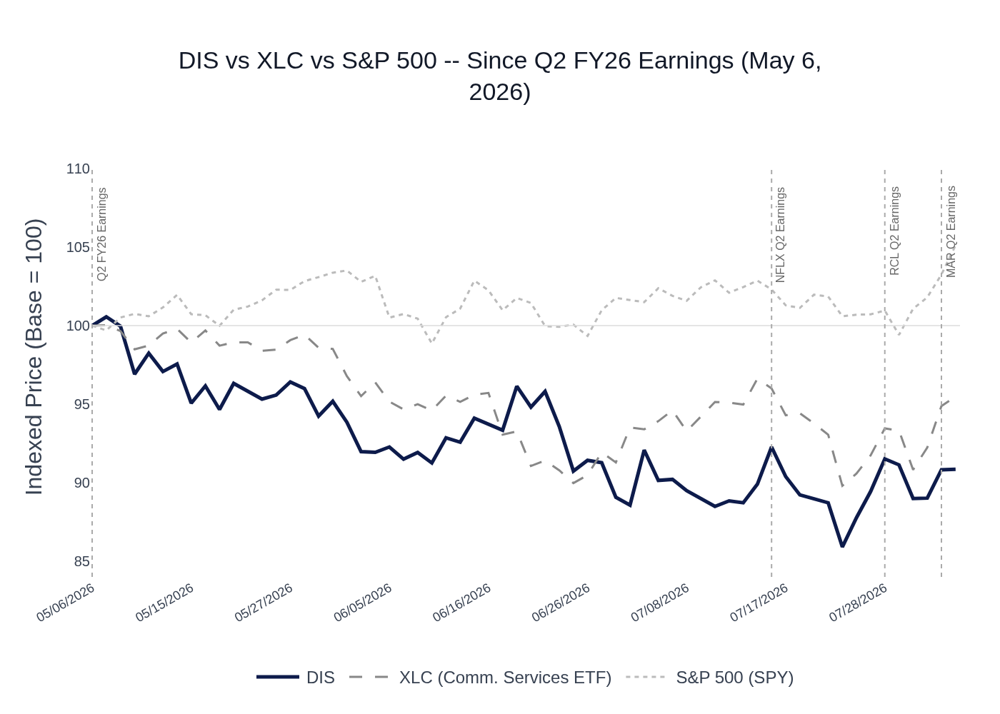 DIS vs XLC vs S&P 500 -- Since Q2 FY26 Earnings (May 6,
2026)
Indexed Price (Base = 100)
110
105
100
95
90
85
Q2 FY26 Earnings
NFLX Q2 Earnings
RCL Q2 Earnings
MAR Q2 Earnings
05/06/2026
05/15/2026
05/27/2026
06/05/2026
06/16/2026
06/26/2026
07/08/2026
07/17/2026
07/28/2026
DIS
XLC (Comm. Services ETF)
S&P 500 (SPY)